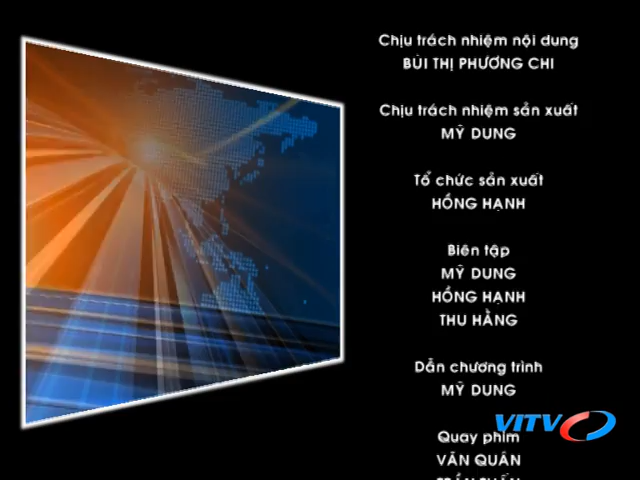 Chịu trách nhiệm nội dung
BÙI THỊ PHƯƠNG CHI
Chịu trách nhiệm sản xuất
MỸ DUNG
Tổ chức sản xuất
HỒNG HẠNH
Biên tập
MỸ DUNG
HỒNG HẠNH
THU HẰNG
Dẫn chương trình
MỸ DUNG
VITV
Quay phim
VĂN QUÂN